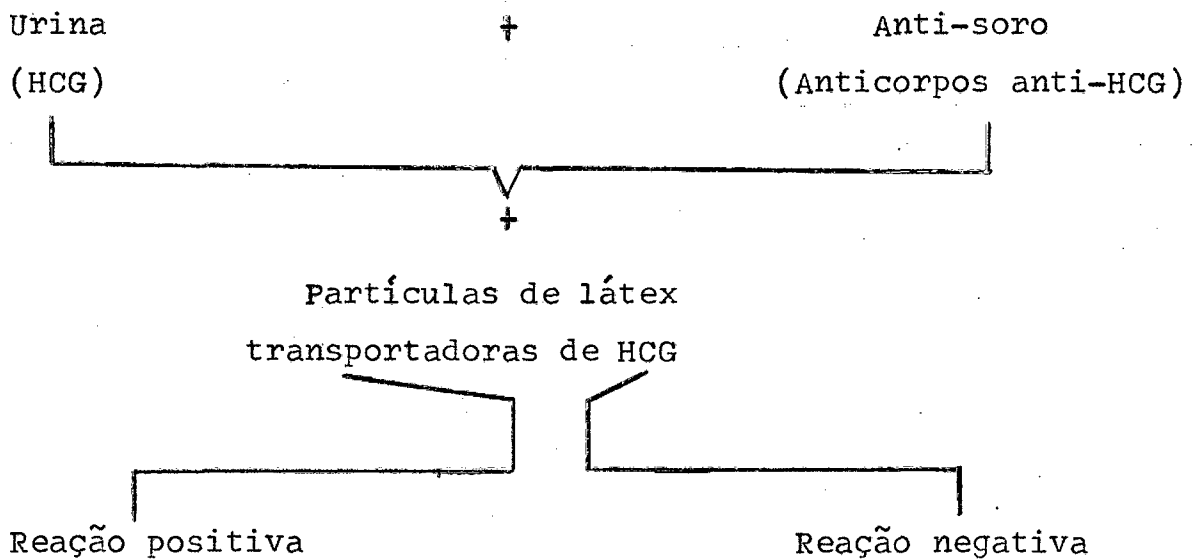 Urina + Anti-soro
(HCG) (Anticorpos anti-HCG)
+
Partículas de látex
transportadoras de HCG
Reação positiva Reação negativa